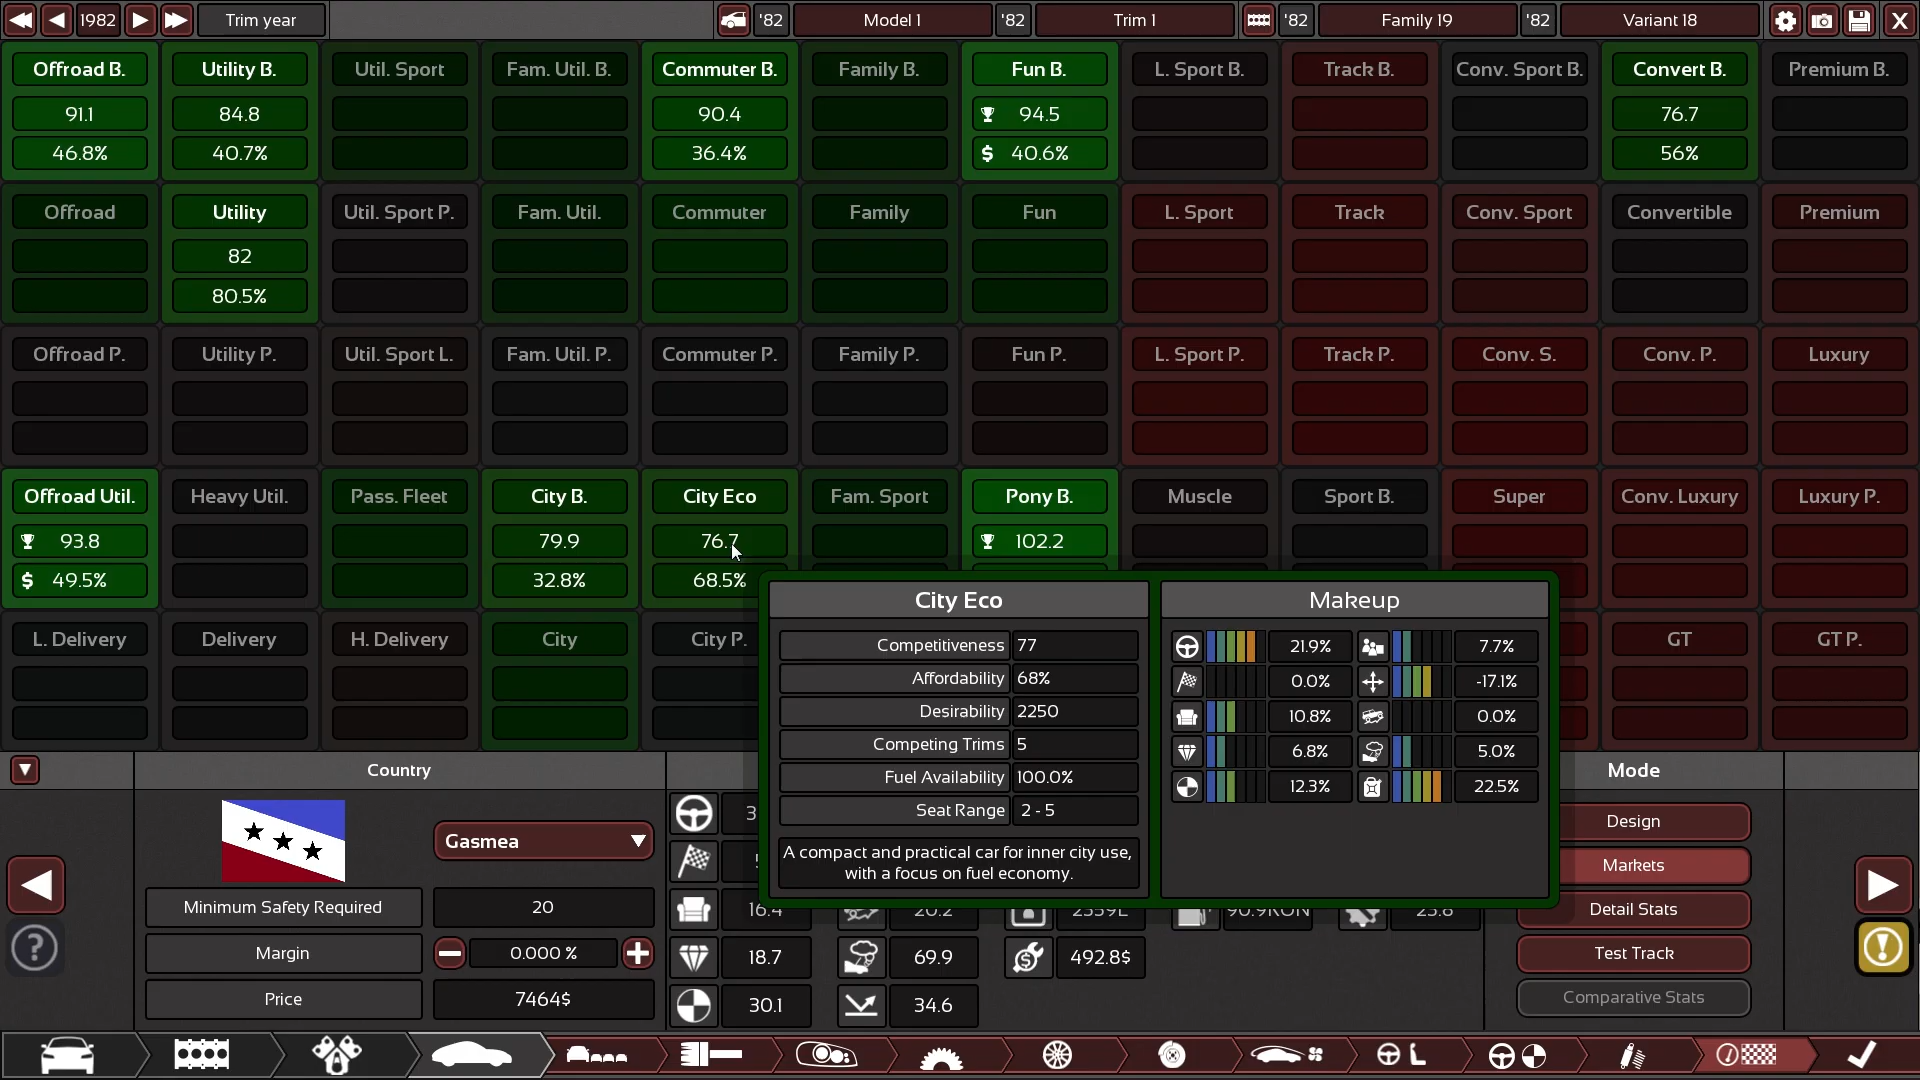 1982
Trim year
'82
Model 1
'82
Trim 1
'82
Family 19
'82
Variant 18
X
Offroad B.
Utility B.
Util. Sport
Fam. Util. B.
Commuter B.
Family B.
Fun B.
L. Sport B.
Track B.
Conv. Sport B.
Convert B.
Premium B.
91.1
84.8
90.4
94.5
76.7
46.8%
40.7%
36.4%
$ 40.6%
56%
Offroad
Utility
Util. Sport P.
Fam. Util.
Commuter
Family
Fun
L. Sport
Track
Conv. Sport
Convertible
Premium
82
80.5%
Offroad P.
Utility P.
Util. Sport L.
Fam. Util. P.
Commuter P.
Family P.
Fun P.
L. Sport P.
Track P.
Conv. S.
Conv. P.
Luxury
Offroad Util.
Heavy Util.
Pass. Fleet
City B.
City Eco
Fam. Sport
Pony B.
Muscle
Sport B.
Super
Conv. Luxury
Luxury P.
93.8
79.9
76.7
102.2
$ 49.5%
32.8%
68.5%
L. Delivery
Delivery
H. Delivery
City
City P.
GT
GT P.
City Eco
Competitiveness 77
Affordability 68%
Desirability 2250
Competing Trims 5
Fuel Availability 100.0%
Seat Range 2 - 5
A compact and practical car for inner city use,
with a focus on fuel economy.
Makeup
21.9%
7.7%
0.0%
-17.1%
10.8%
0.0%
6.8%
5.0%
12.3%
22.5%
Country
Gasmea
Minimum Safety Required
20
Margin
0.000 %
Price
7464$
16.4
20.2
2359L
90.9RON
23.6
18.7
69.9
492.8$
30.1
34.6
Mode
Design
Markets
Detail Stats
Test Track
Comparative Stats
?
!